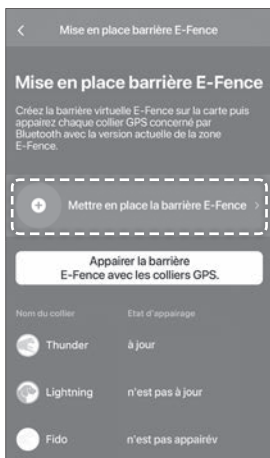 Mise en place barrière E-Fence
Mise en place barrière E-Fence
Créez la barrière virtuelle E-Fence sur la carte puis
appairez chaque collier GPS concerné par
Bluetooth avec la version actuelle de la zone
E-Fence.
Mettre en place la barrière E-Fence
Appairer la barrière
E-Fence avec les colliers GPS.
Nom du collier Etat d'appairage
Thunder à jour
Lightning n'est pas à jour
Fido n'est pas appairév